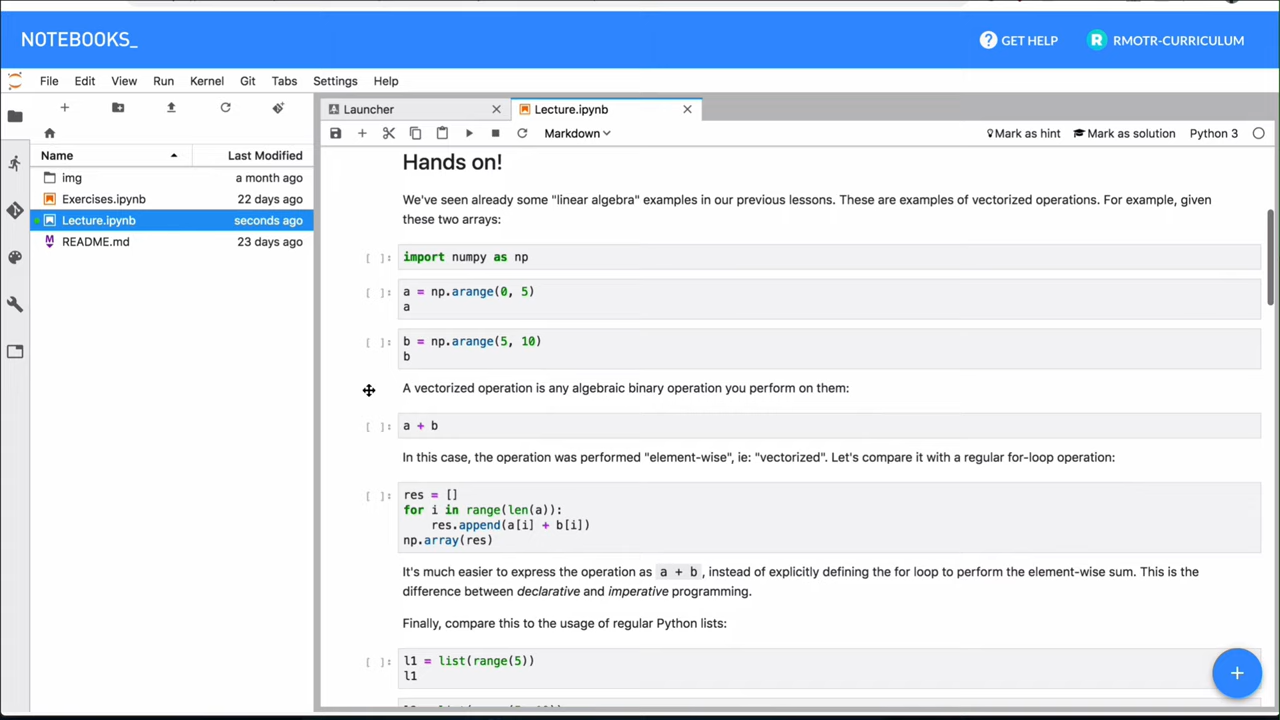 NOTEBOOKS_
GET HELP
R RMOTR-CURRICULUM
File Edit View Run Kernel Git Tabs Settings Help
Launcher
Lecture.ipynb
Markdown
Mark as hint
Mark as solution
Python 3
Name Last Modified
img a month ago
Exercises.ipynb 22 days ago
Lecture.ipynb seconds ago
README.md 23 days ago
Hands on!
We've seen already some "linear algebra" examples in our previous lessons. These are examples of vectorized operations. For example, given
these two arrays:
[ ]: import numpy as np
[ ]: a = np.arange(0, 5)
a
[ ]: b = np.arange(5, 10)
b
A vectorized operation is any algebraic binary operation you perform on them:
[ ]: a + b
In this case, the operation was performed "element-wise", ie: "vectorized". Let's compare it with a regular for-loop operation:
[ ]: res = []
for i in range(len(a)):
    res.append(a[i] + b[i])
np.array(res)
It's much easier to express the operation as a + b , instead of explicitly defining the for loop to perform the element-wise sum. This is the
difference between declarative and imperative programming.
Finally, compare this to the usage of regular Python lists:
[ ]: l1 = list(range(5))
l1